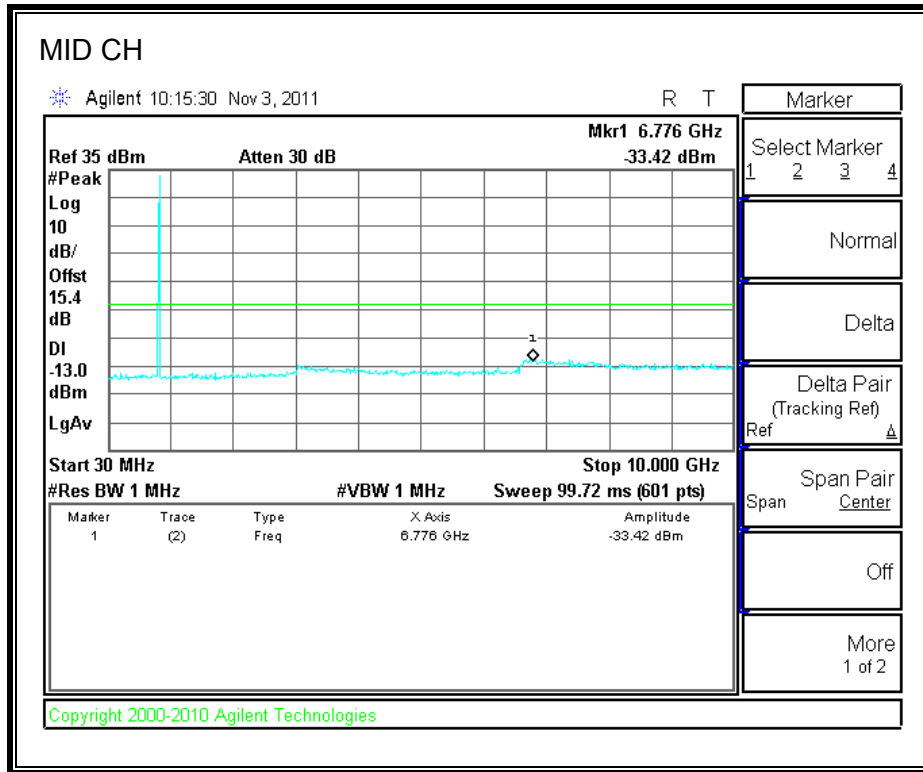 MID CH
Agilent 10:15:30 Nov 3, 2011
R T
Mkr1 6.776 GHz
Ref 35 dBm Atten 30 dB -33.42 dBm
#Peak
Log
10
dB/
Offst
15.4
dB
DI
-13.0
dBm
LgAv
1
Start 30 MHz Stop 10.000 GHz
#Res BW 1 MHz #VBW 1 MHz Sweep 99.72 ms (601 pts)
Marker Trace Type X Axis Amplitude
1 (2) Freq 6.776 GHz -33.42 dBm
Marker
Select Marker
1 2 3 4
Normal
Delta
Delta Pair
(Tracking Ref)
Ref Δ
Span Pair
Span Center
Off
More
1 of 2
Copyright 2000-2010 Agilent Technologies